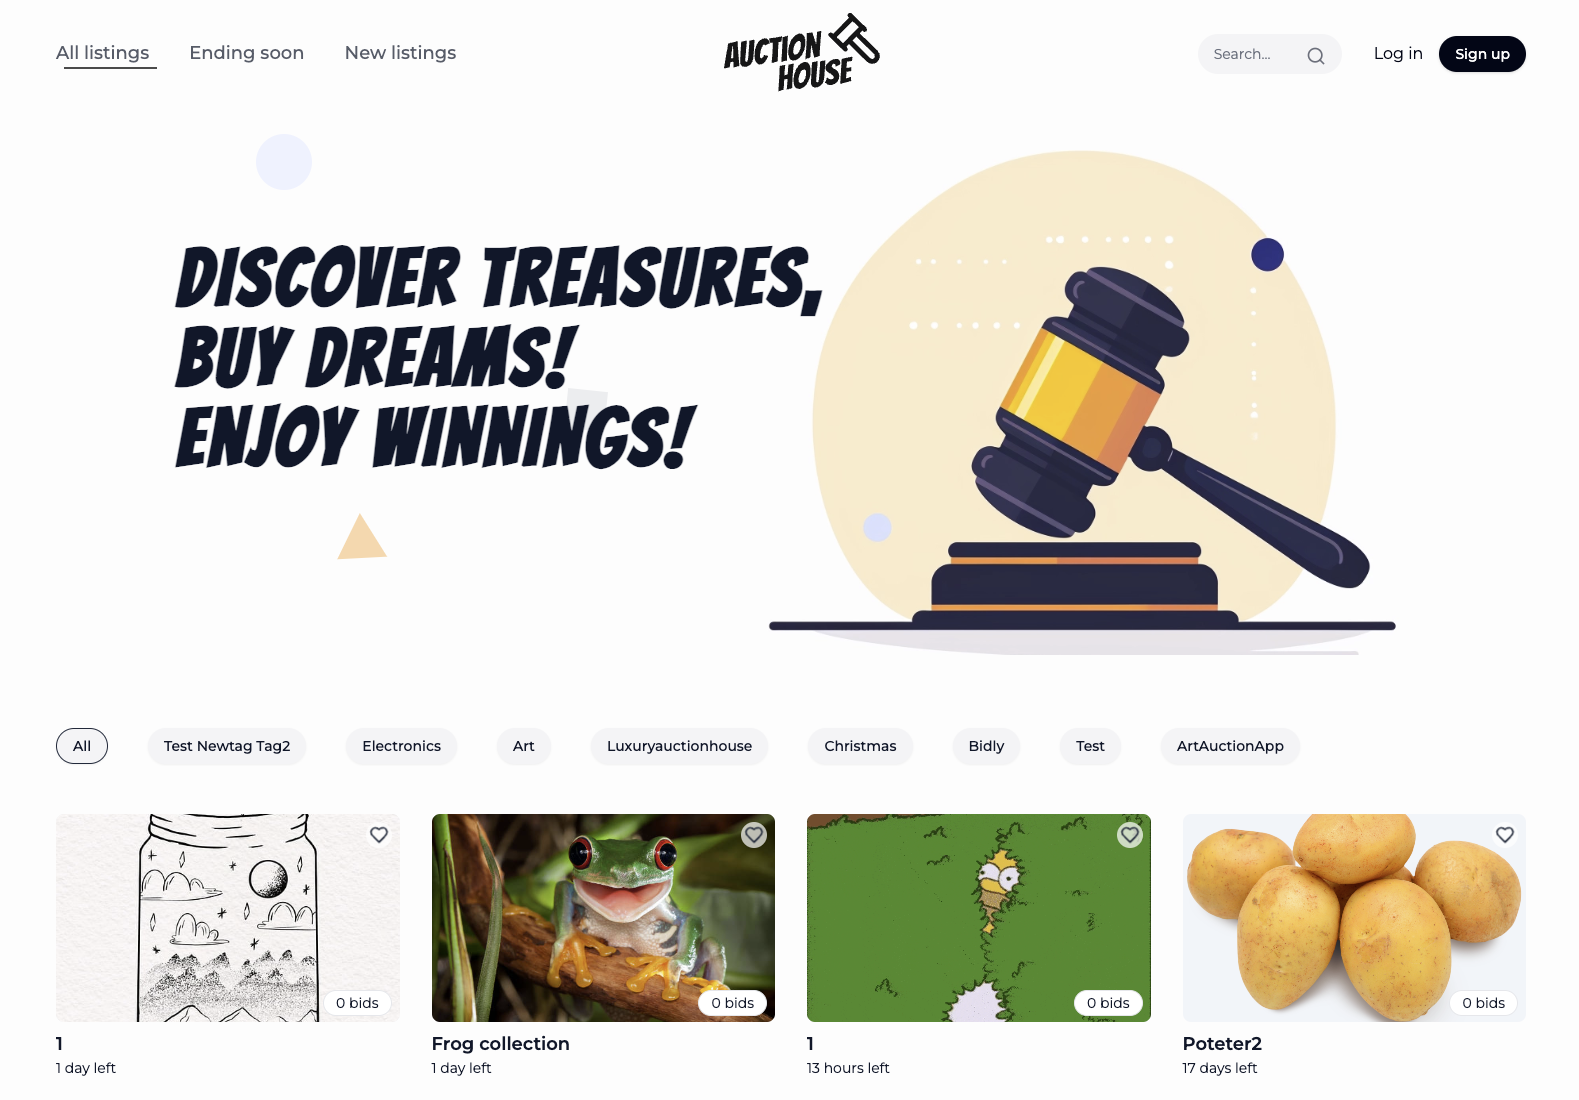 All listings
Ending soon
New listings
AUCTION
HOUSE
Search...
Log in
Sign up
DISCOVER TREASURES,
BUY DREAMS!
ENJOY WINNINGS!
All
Test Newtag Tag2
Electronics
Art
Luxuryauctionhouse
Christmas
Bidly
Test
ArtAuctionApp
0 bids
0 bids
0 bids
0 bids
1
1 day left
Frog collection
1 day left
1
13 hours left
Poteter2
17 days left